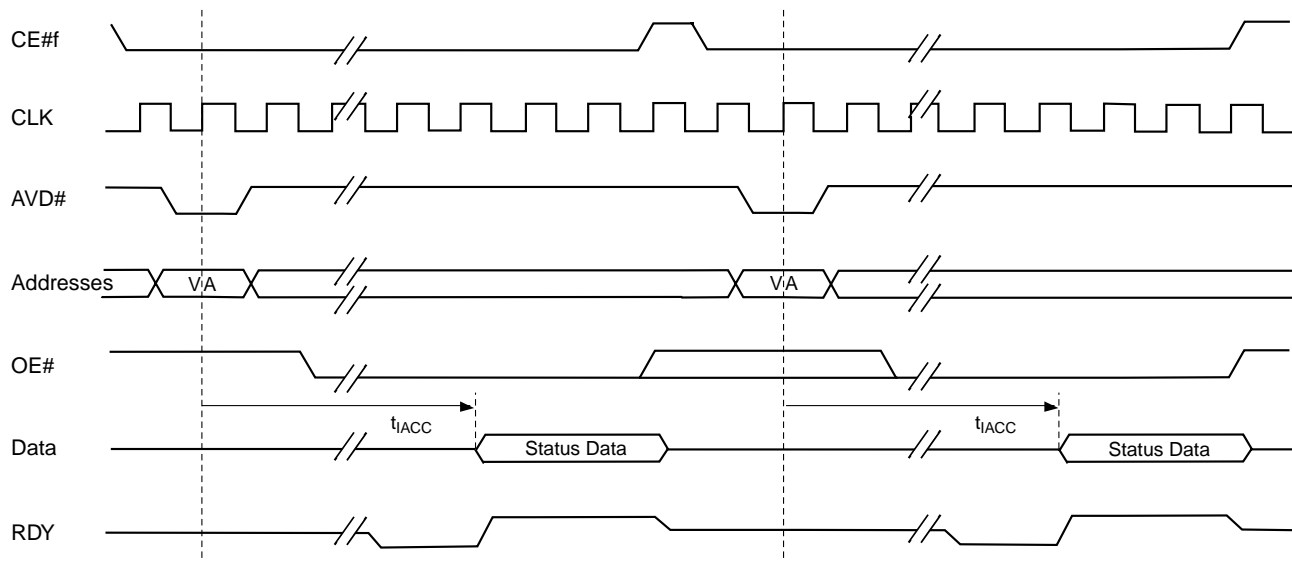 CE#f
CLK
AVD#
Addresses
VA
VA
OE#
tIACC
tIACC
Data
Status Data
Status Data
RDY